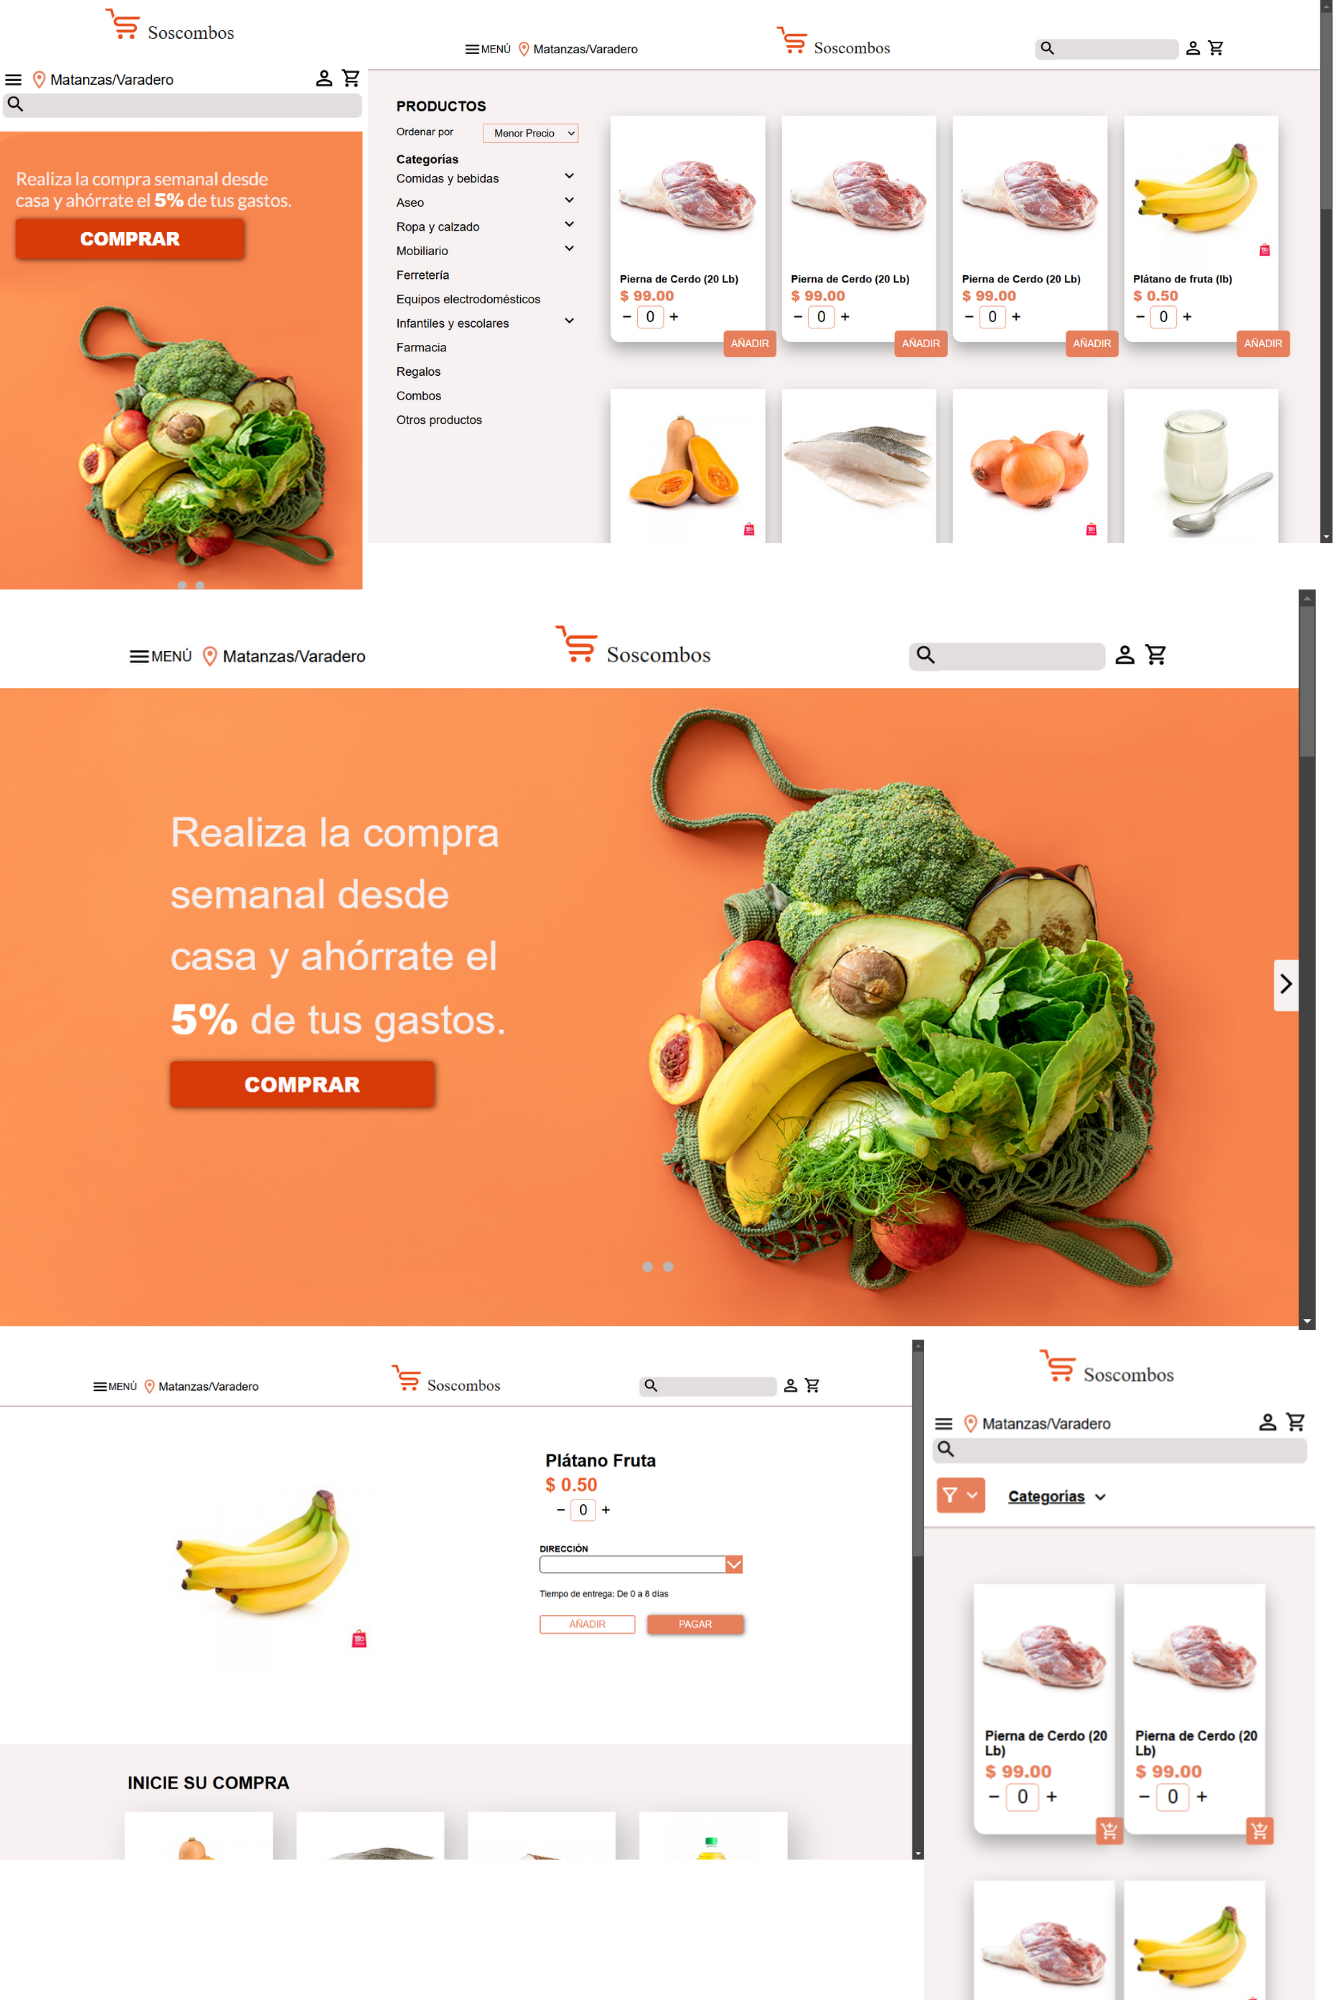 Soscombos
Matanzas/Varadero
Realiza la compra semanal desde
casa y ahórrate el 5% de tus gastos.
COMPRAR
MENÚ Matanzas/Varadero
Soscombos
PRODUCTOS
Ordenar por Menor Precio
Categorías
Comidas y bebidas
Aseo
Ropa y calzado
Mobiliario
Ferretería
Equipos electrodomésticos
Infantiles y escolares
Farmacia
Regalos
Combos
Otros productos
Pierna de Cerdo (20 Lb)
$ 99.00
− 0 +
AÑADIR
Pierna de Cerdo (20 Lb)
$ 99.00
− 0 +
AÑADIR
Pierna de Cerdo (20 Lb)
$ 99.00
− 0 +
AÑADIR
Plátano de fruta (lb)
$ 0.50
− 0 +
AÑADIR
MENÚ Matanzas/Varadero
Soscombos
Realiza la compra
semanal desde
casa y ahórrate el
5% de tus gastos.
COMPRAR
MENÚ Matanzas/Varadero
Soscombos
Plátano Fruta
$ 0.50
− 0 +
DIRECCIÓN
Tiempo de entrega: De 0 a 8 días
AÑADIR PAGAR
INICIE SU COMPRA
Soscombos
Matanzas/Varadero
Categorías
Pierna de Cerdo (20
Lb)
$ 99.00
− 0 +
Pierna de Cerdo (20
Lb)
$ 99.00
− 0 +